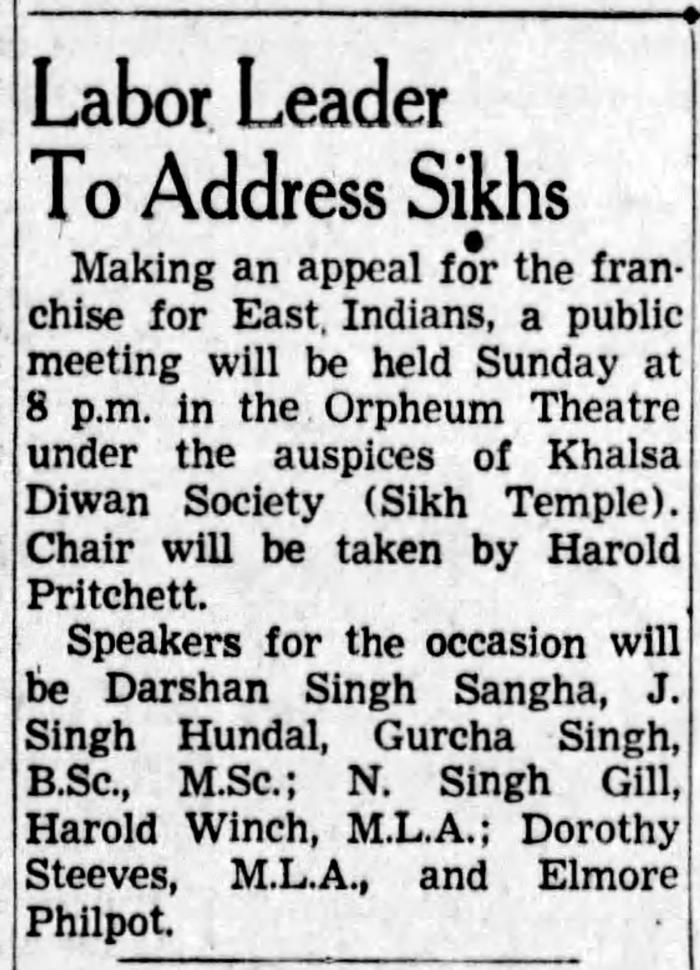 Labor Leader
To Address Sikhs
Making an appeal for the fran-
chise for East Indians, a public
meeting will be held Sunday at
8 p.m. in the Orpheum Theatre
under the auspices of Khalsa
Diwan Society (Sikh Temple).
Chair will be taken by Harold
Pritchett.
Speakers for the occasion will
be Darshan Singh Sangha, J.
Singh Hundal, Gurcha Singh,
B.Sc., M.Sc.; N. Singh Gill,
Harold Winch, M.L.A.; Dorothy
Steeves, M.L.A., and Elmore
Philpot.